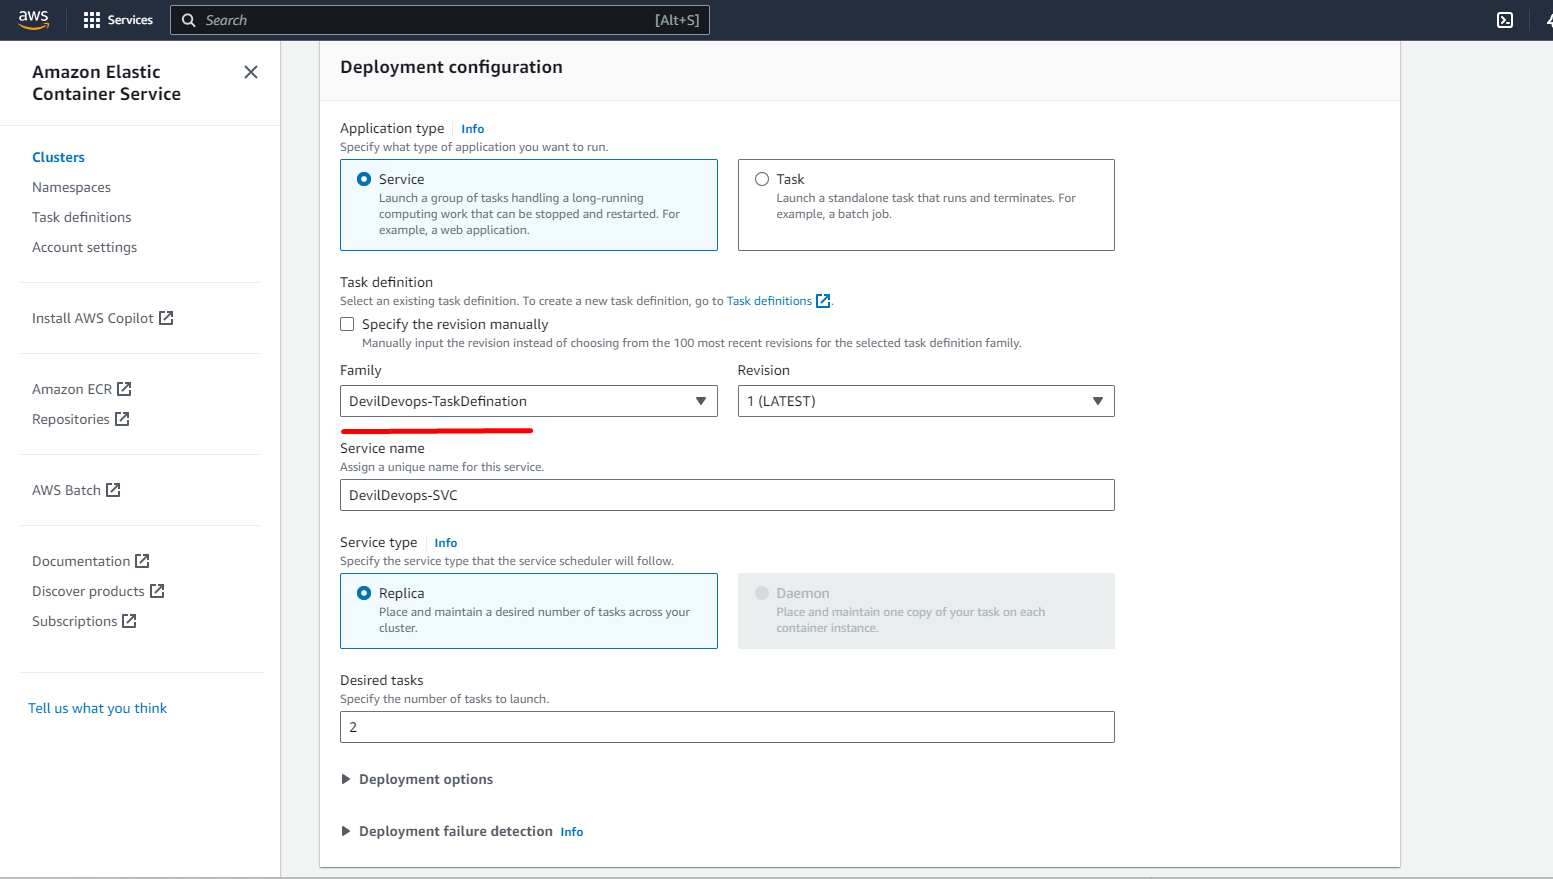 aws
Services
Search
[Alt+S]
Amazon Elastic
Container Service
Clusters
Namespaces
Task definitions
Account settings
Install AWS Copilot
Amazon ECR
Repositories
AWS Batch
Documentation
Discover products
Subscriptions
Tell us what you think
Deployment configuration
Application type Info
Specify what type of application you want to run.
Service
Launch a group of tasks handling a long-running
computing work that can be stopped and restarted. For
example, a web application.
Task
Launch a standalone task that runs and terminates. For
example, a batch job.
Task definition
Select an existing task definition. To create a new task definition, go to Task definitions.
Specify the revision manually
Manually input the revision instead of choosing from the 100 most recent revisions for the selected task definition family.
Family
DevilDevops-TaskDefination
Revision
1 (LATEST)
Service name
Assign a unique name for this service.
DevilDevops-SVC
Service type Info
Specify the service type that the service scheduler will follow.
Replica
Place and maintain a desired number of tasks across your
cluster.
Daemon
Place and maintain one copy of your task on each
container instance.
Desired tasks
Specify the number of tasks to launch.
2
Deployment options
Deployment failure detection Info